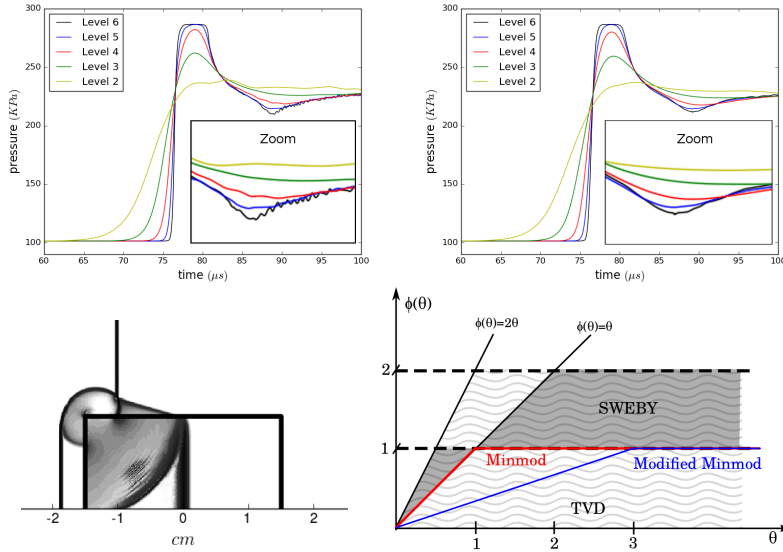 300
250
200
150
100
pressure (KPa)
Level 6
Level 5
Level 4
Level 3
Level 2
Zoom
60 65 70 75 80 85 90 95 100
time (μs)
300
250
200
150
100
pressure (KPa)
Level 6
Level 5
Level 4
Level 3
Level 2
Zoom
60 65 70 75 80 85 90 95 100
time (μs)
-2 -1 0 1 2
cm
ϕ(θ)
ϕ(θ)=2θ
ϕ(θ)=θ
2
SWEBY
1
Minmod
Modified Minmod
TVD
1 2 3 θ